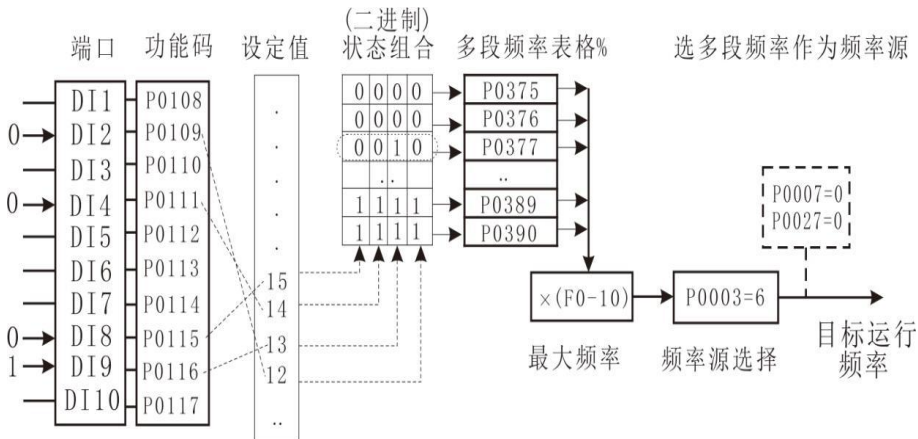 (二进制)
端口 功能码 设定值 状态组合 多段频率表格% 选多段频率作为频率源
DI1 P0108 0 0 0 0 P0375
0 DI2 P0109 . 0 0 0 0 P0376
DI3 P0110 . 0 0 1 0 P0377
.. ..
0 DI4 P0111 . 1 1 1 1 P0389
DI5 P0112 . 1 1 1 1 P0390
P0007=0
P0027=0
DI6 P0113 15
DI7 P0114 14
×(F0-10) P0003=6
0 DI8 P0115 13
1 DI9 P0116 12
DI10 P0117 ..
最大频率 频率源选择
目标运行
频率